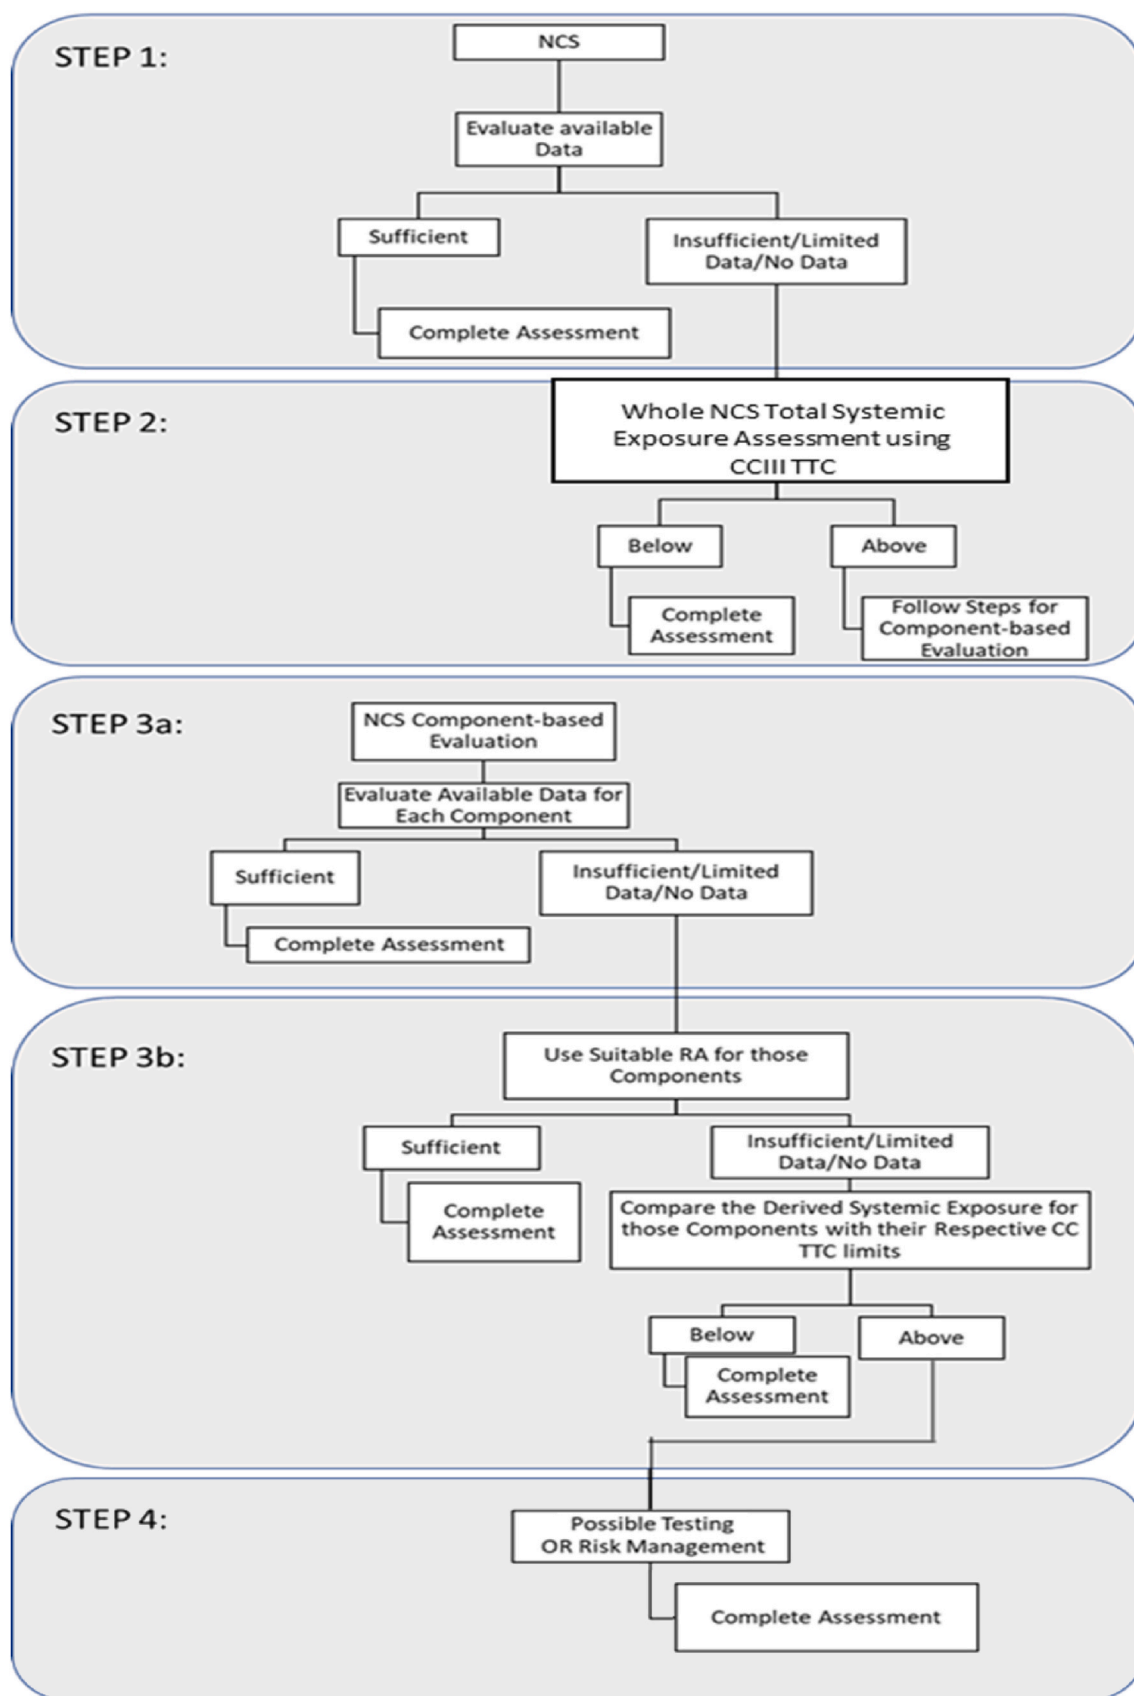 STEP 1:
NCS
Evaluate available
Data
Sufficient
Insufficient/Limited
Data/No Data
Complete Assessment
STEP 2:
Whole NCS Total Systemic
Exposure Assessment using
CCIII TTC
Below
Above
Complete
Assessment
Follow Steps for
Component-based
Evaluation
STEP 3a:
NCS Component-based
Evaluation
Evaluate Available Data for
Each Component
Sufficient
Insufficient/Limited
Data/No Data
Complete Assessment
STEP 3b:
Use Suitable RA for those
Components
Sufficient
Insufficient/Limited
Data/No Data
Complete
Assessment
Compare the Derived Systemic Exposure for
those Components with their Respective CC
TTC limits
Below
Above
Complete
Assessment
STEP 4:
Possible Testing
OR Risk Management
Complete Assessment